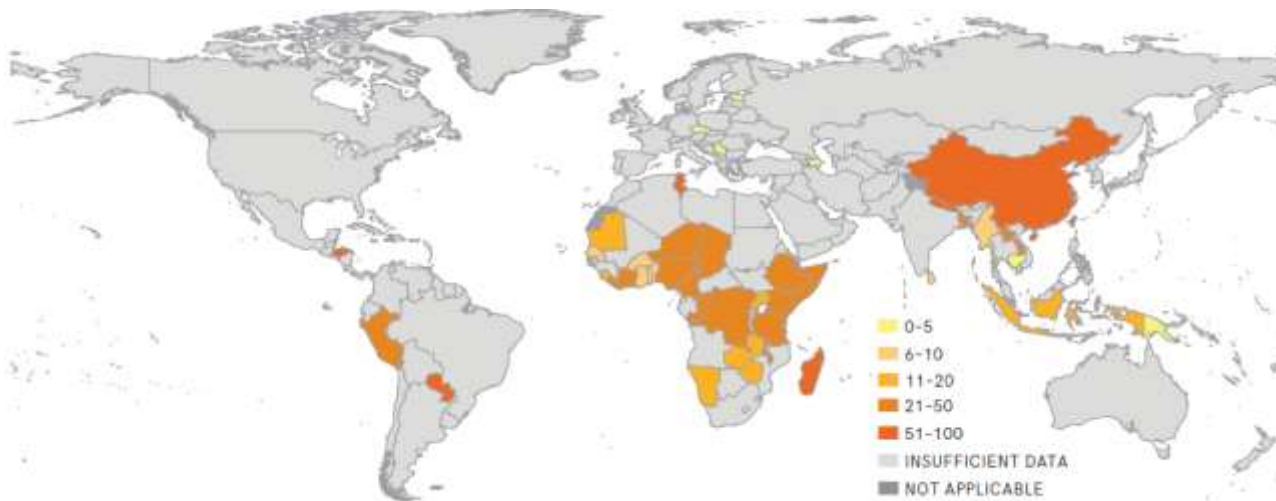 0-5
6-10
11-20
21-50
51-100
INSUFFICIENT DATA
NOT APPLICABLE